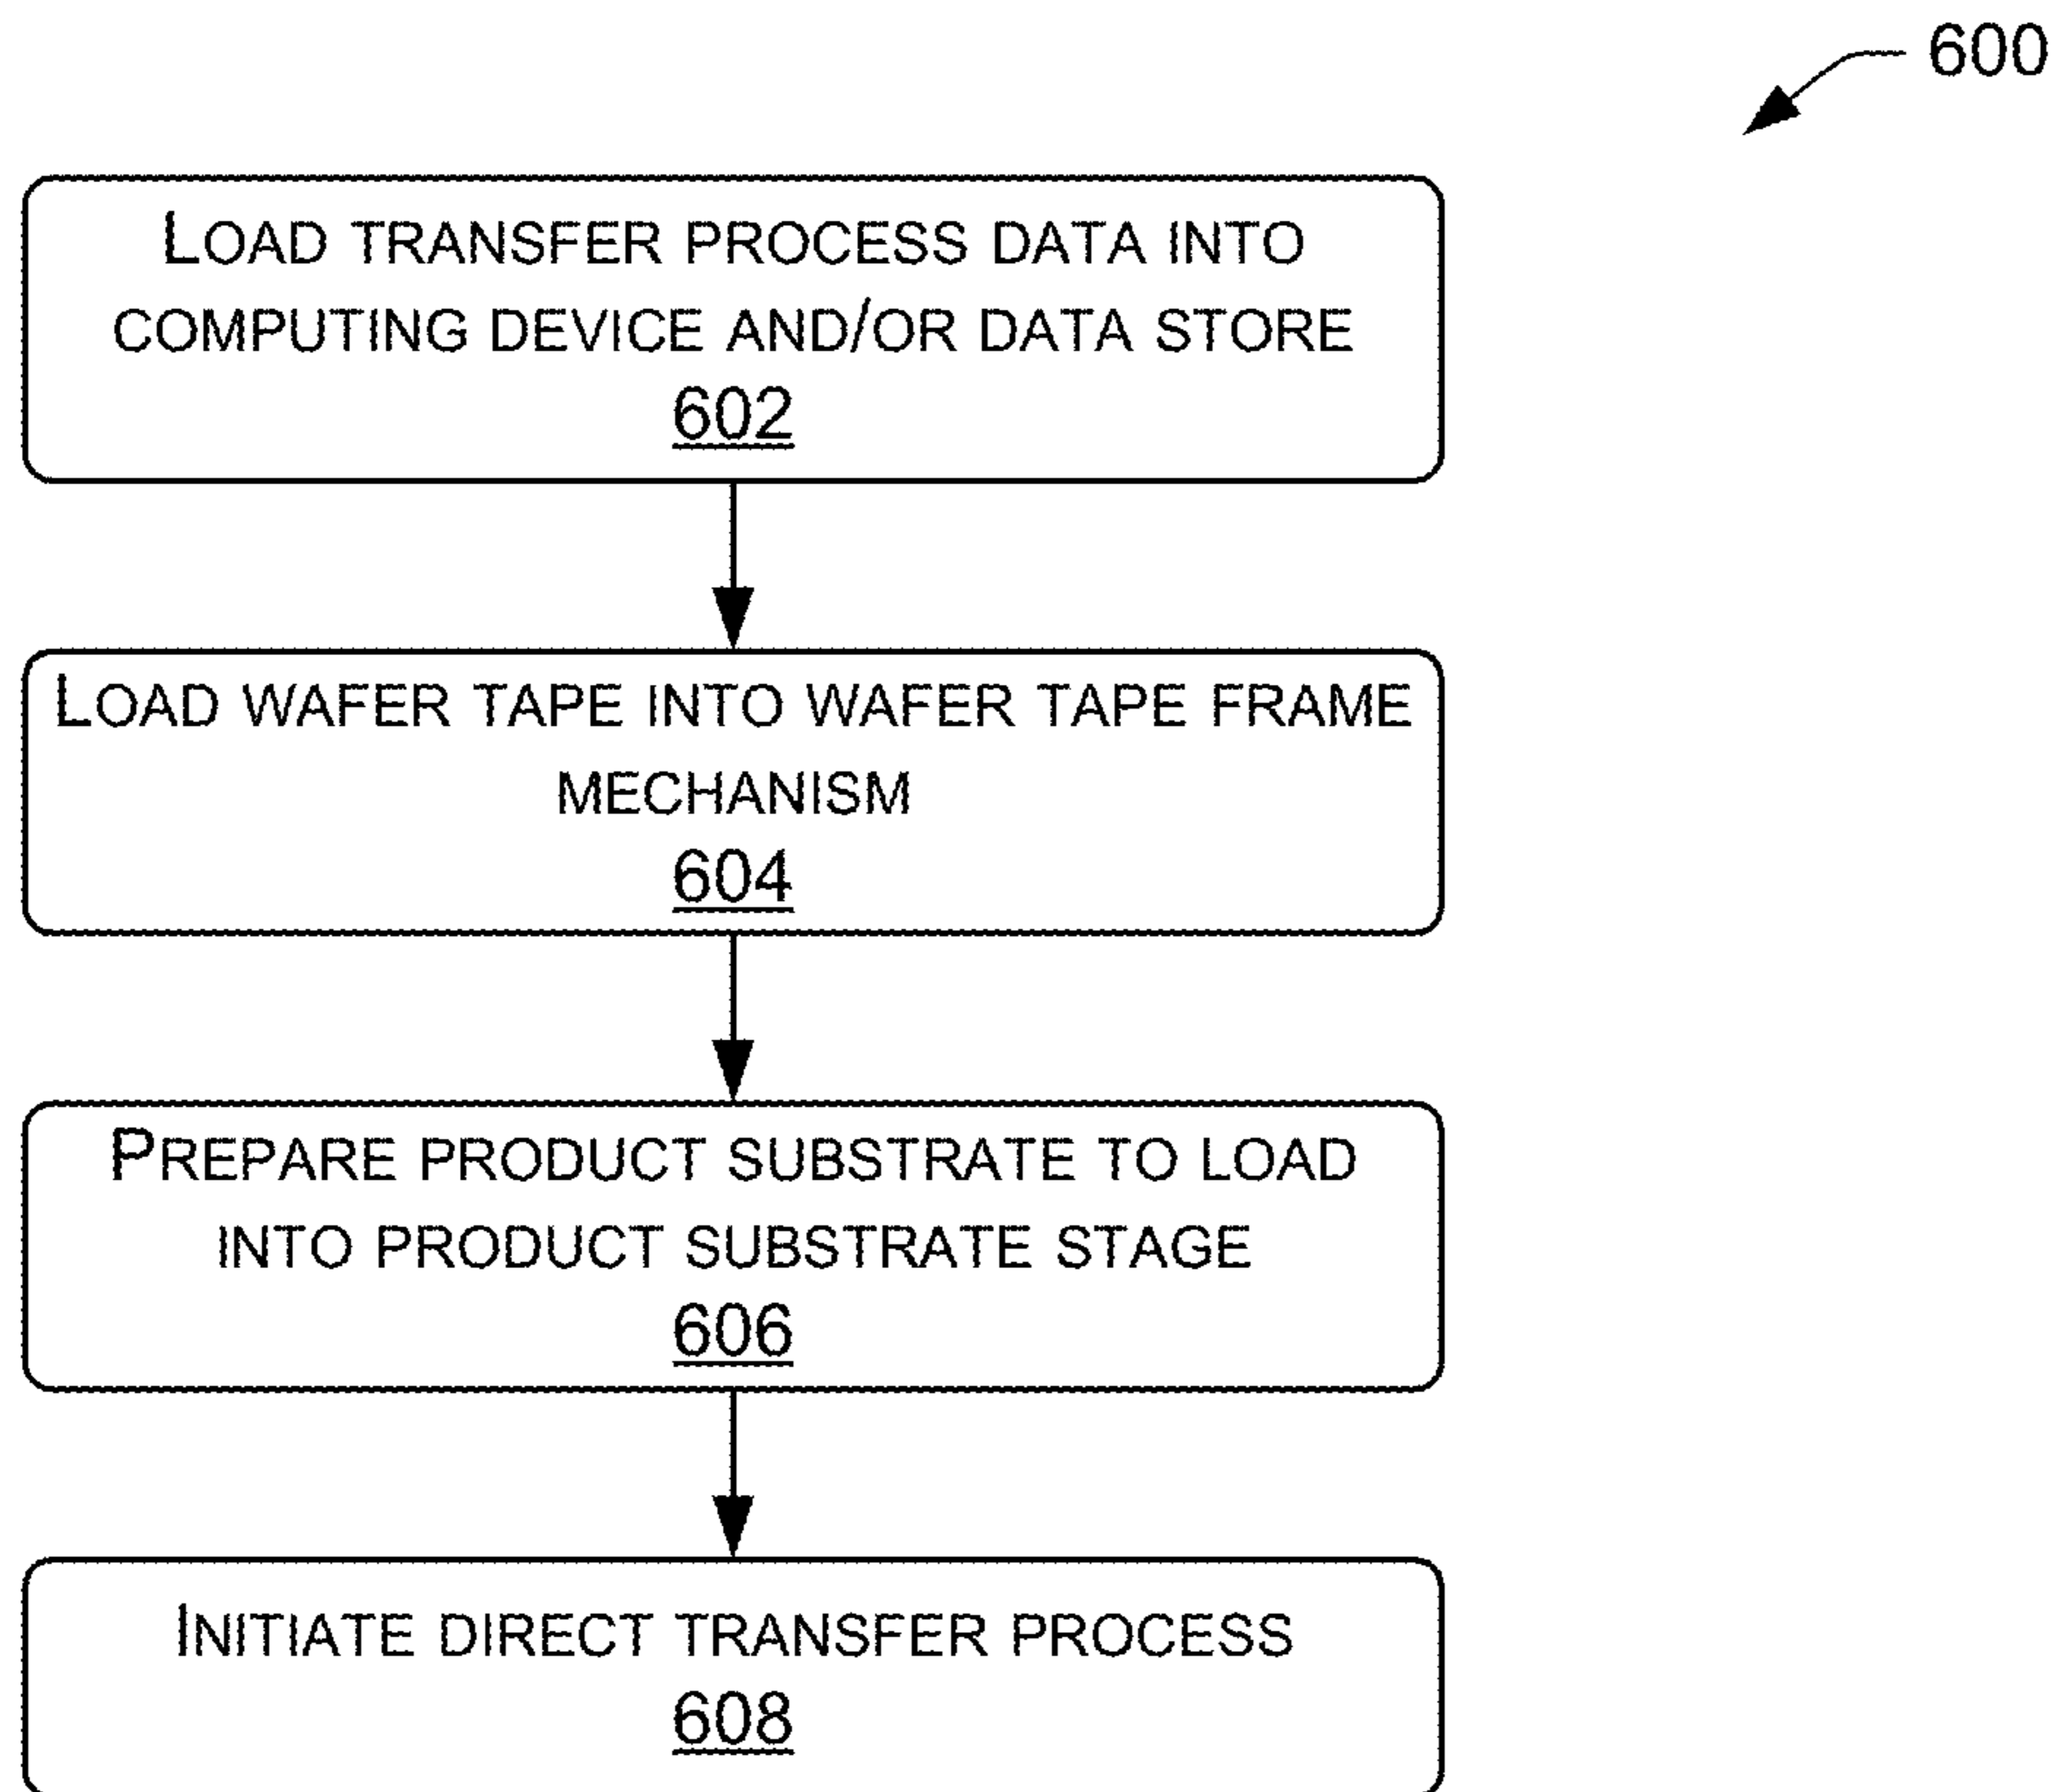 600
LOAD TRANSFER PROCESS DATA INTO
COMPUTING DEVICE AND/OR DATA STORE
602
LOAD WAFER TAPE INTO WAFER TAPE FRAME
MECHANISM
604
PREPARE PRODUCT SUBSTRATE TO LOAD
INTO PRODUCT SUBSTRATE STAGE
606
INITIATE DIRECT TRANSFER PROCESS
608